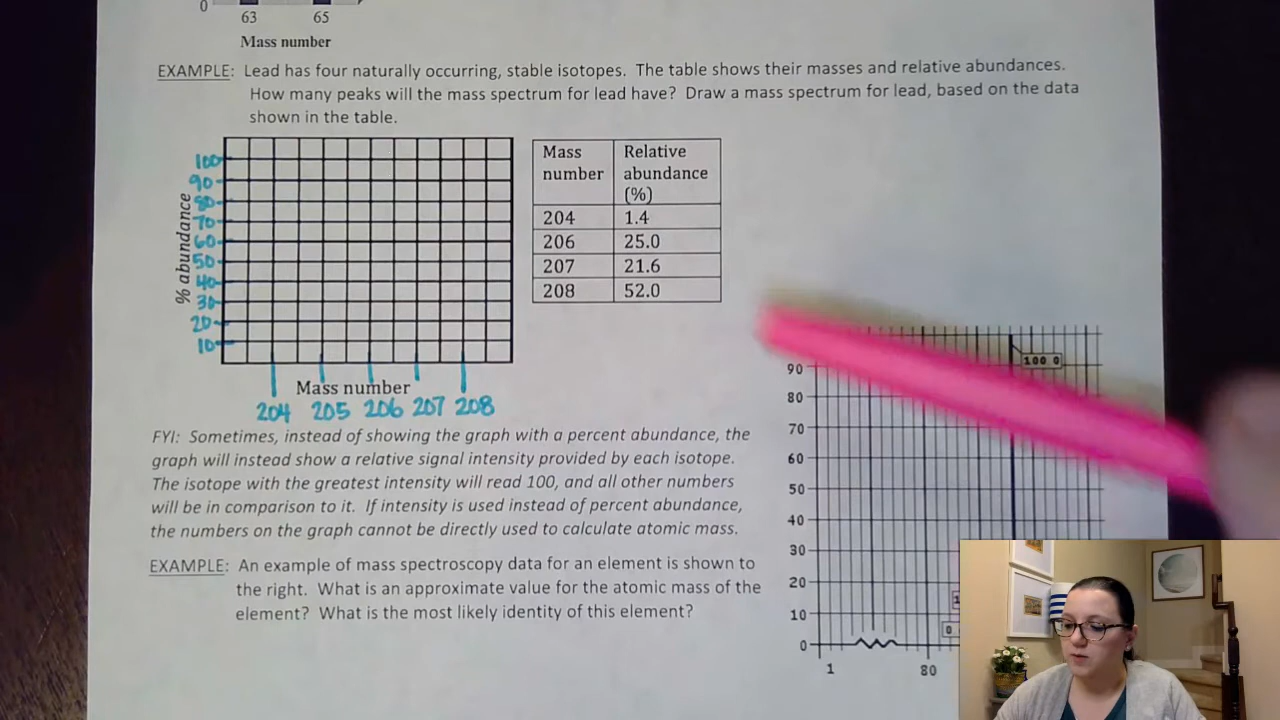 0
63 65
Mass number
EXAMPLE: Lead has four naturally occurring, stable isotopes. The table shows their masses and relative abundances.
How many peaks will the mass spectrum for lead have? Draw a mass spectrum for lead, based on the data
shown in the table.
% abundance
100
90
80
70
60
50
40
30
20
10
Mass number
204 205 206 207 208
Mass number Relative abundance (%)
204 1.4
206 25.0
207 21.6
208 52.0
FYI: Sometimes, instead of showing the graph with a percent abundance, the
graph will instead show a relative signal intensity provided by each isotope.
The isotope with the greatest intensity will read 100, and all other numbers
will be in comparison to it. If intensity is used instead of percent abundance,
the numbers on the graph cannot be directly used to calculate atomic mass.
EXAMPLE: An example of mass spectroscopy data for an element is shown to
the right. What is an approximate value for the atomic mass of the
element? What is the most likely identity of this element?
100 0
90
80
70
60
50
40
30
20
10
0
0
1 80